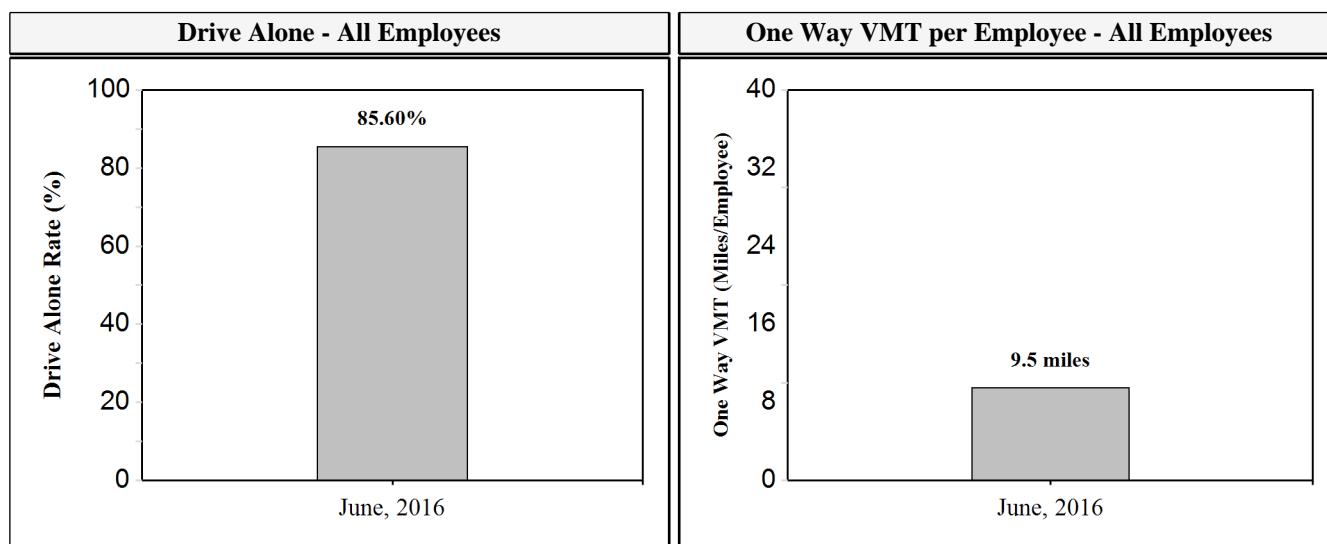 Drive Alone - All Employees
100
80
60
40
20
0
Drive Alone Rate (%)
85.60%
June, 2016
One Way VMT per Employee - All Employees
40
32
24
16
8
0
One Way VMT (Miles/Employee)
9.5 miles
June, 2016